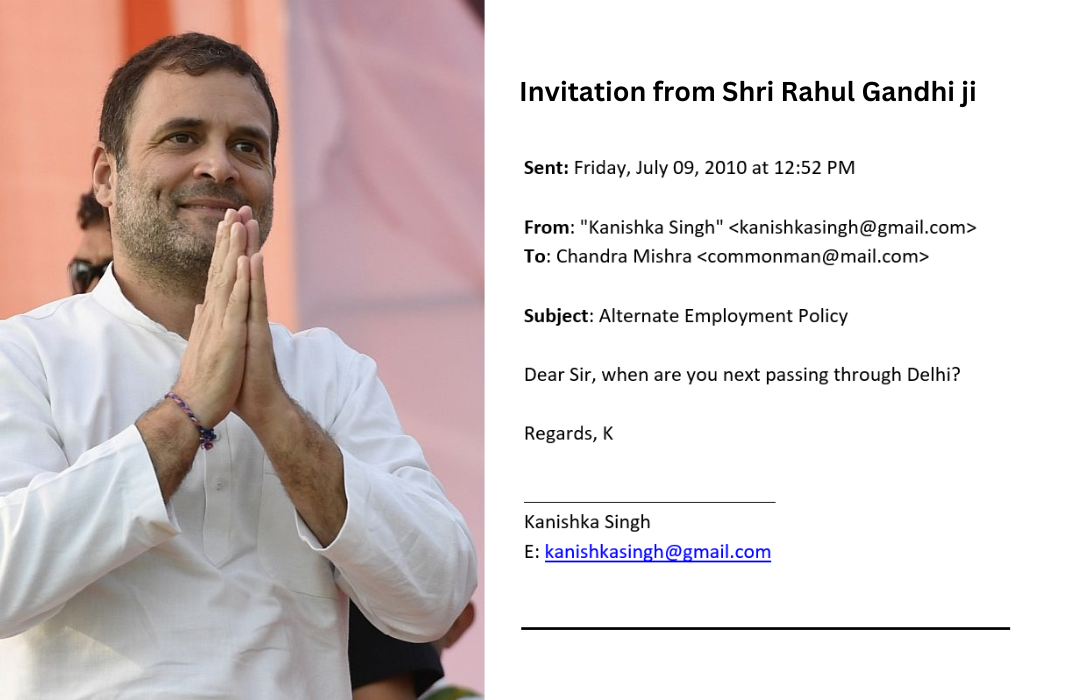 Invitation from Shri Rahul Gandhi ji
Sent: Friday, July 09, 2010 at 12:52 PM
From: "Kanishka Singh" <kanishkasingh@gmail.com>
To: Chandra Mishra <commonman@mail.com>
Subject: Alternate Employment Policy
Dear Sir, when are you next passing through Delhi?
Regards, K
Kanishka Singh
E: kanishkasingh@gmail.com